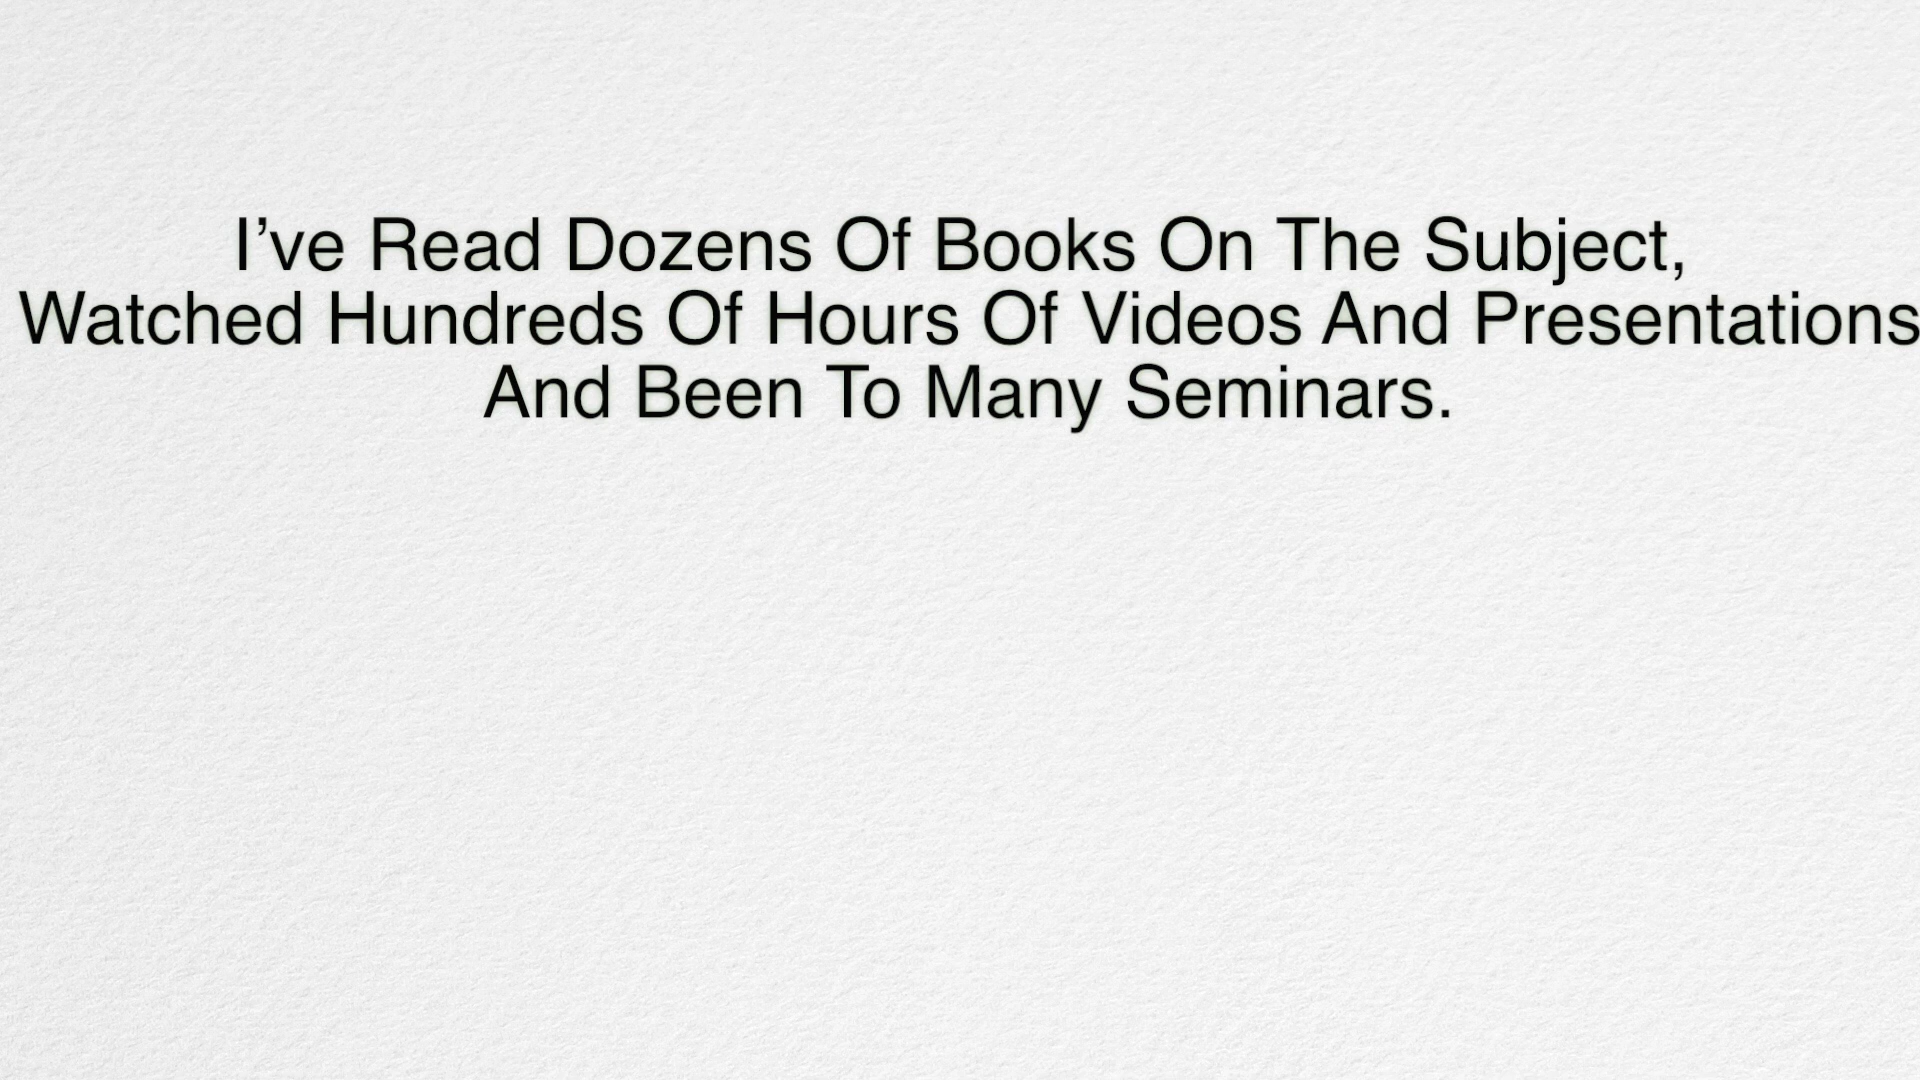 I’ve Read Dozens Of Books On The Subject,
Watched Hundreds Of Hours Of Videos And Presentations
And Been To Many Seminars.